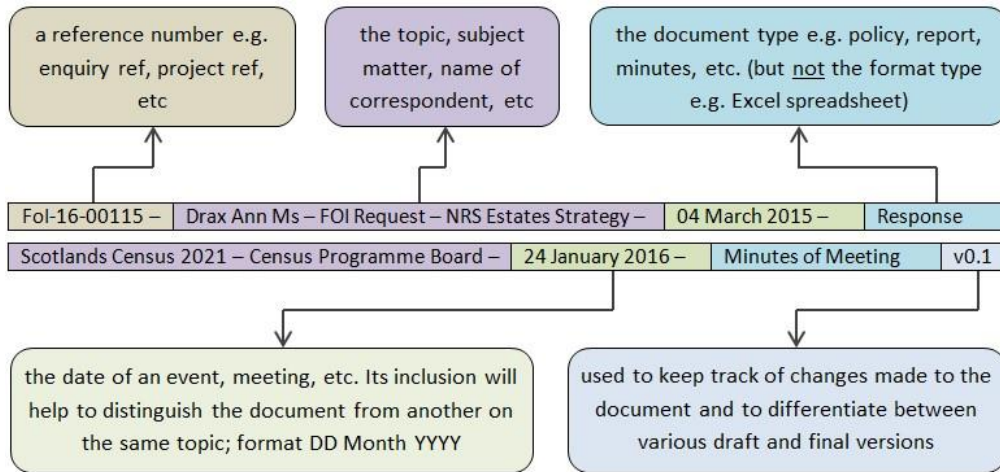 a reference number e.g.
enquiry ref, project ref,
etc
the topic, subject
matter, name of
correspondent, etc
the document type e.g. policy, report,
minutes, etc. (but not the format type
e.g. Excel spreadsheet)
FoI-16-00115 – Drax Ann Ms – FOI Request – NRS Estates Strategy – 04 March 2015 – Response
Scotlands Census 2021 – Census Programme Board – 24 January 2016 – Minutes of Meeting v0.1
the date of an event, meeting, etc. Its inclusion will
help to distinguish the document from another on
the same topic; format DD Month YYYY
used to keep track of changes made to the
document and to differentiate between
various draft and final versions